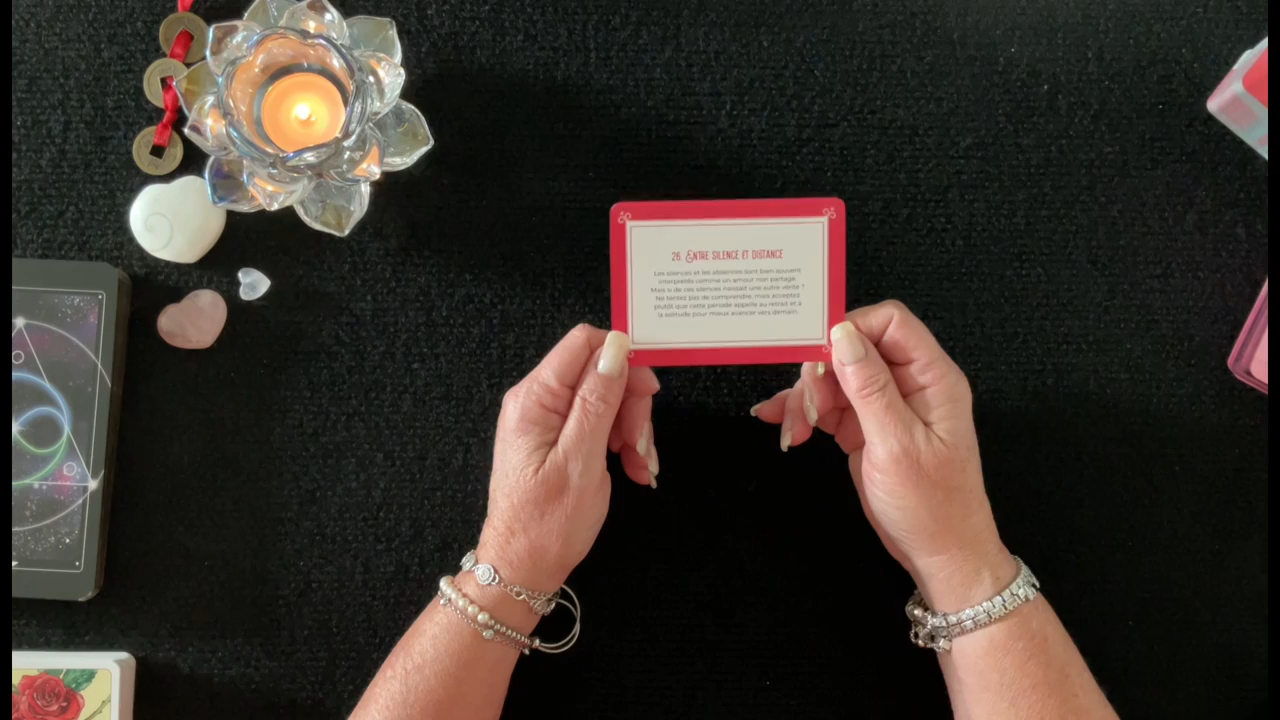 26. Entre silence et distance
Les silences et les absences sont bien souvent
interprétés comme un amour non partagé.
Mais si de ces silences naissait une autre vérité ?
Ne tentez pas de comprendre, mais acceptez
plutôt que cette période appelle au retrait et à
la solitude pour mieux avancer vers demain.